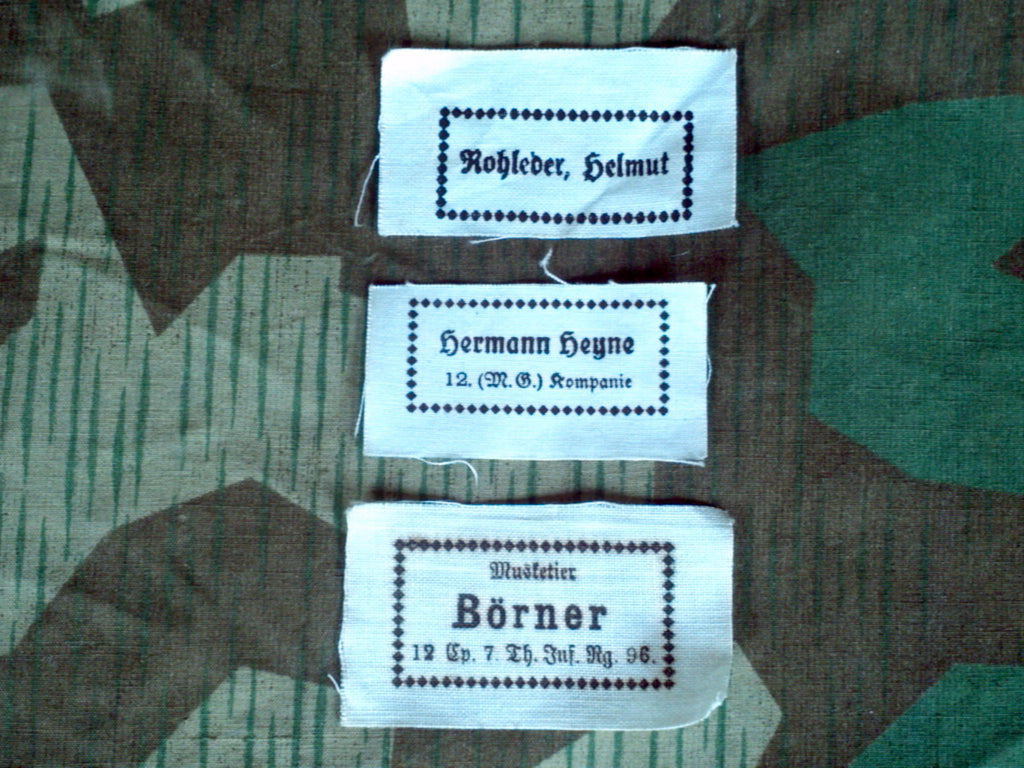 Rohleder, Helmut
Hermann Heyne
12. (M. G.) Kompanie
Musketier
Börner
12 Cp. 7. Th. Inf. Rg. 96.